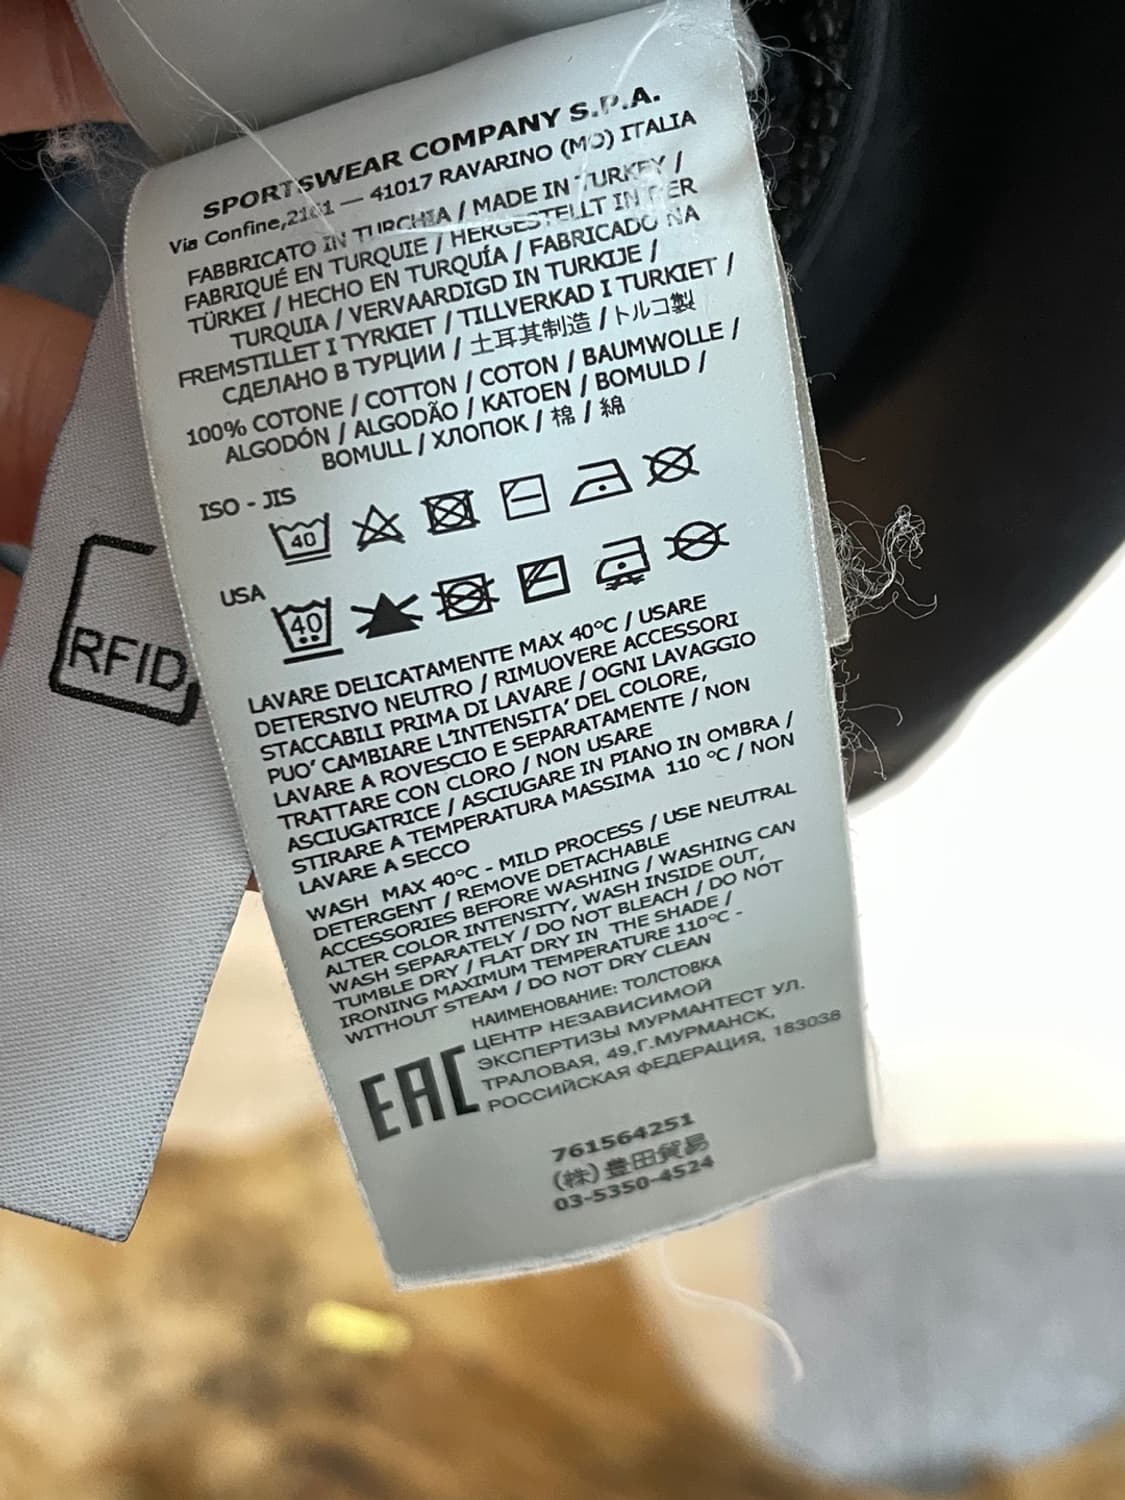 SPORTSWEAR COMPANY S.P.A.
Via Confine,2161 — 41017 RAVARINO (MO) ITALIA
FABBRICATO IN TURCHIA / MADE IN TURKEY /
FABRIQUÉ EN TURQUIE / HERGESTELLT IN DER
TÜRKEI / HECHO EN TURQUÍA / FABRICADO NA
TURQUIA / VERVAARDIGD IN TURKIJE /
FREMSTILLET I TYRKIET / TILLVERKAD I TURKIET /
СДЕЛАНО В ТУРЦИИ / 土耳其制造 / トルコ製
100% COTONE / COTTON / COTON / BAUMWOLLE /
ALGODÓN / ALGODÃO / KATOEN / BOMULD /
BOMULL / ХЛОПОК / 棉 / 綿
ISO - JIS
40
USA
40
LAVARE DELICATAMENTE MAX 40°C / USARE
DETERSIVO NEUTRO / RIMUOVERE ACCESSORI
STACCABILI PRIMA DI LAVARE / OGNI LAVAGGIO
PUO' CAMBIARE L'INTENSITA' DEL COLORE,
LAVARE A ROVESCIO E SEPARATAMENTE / NON
TRATTARE CON CLORO / NON USARE
ASCIUGATRICE / ASCIUGARE IN PIANO IN OMBRA /
STIRARE A TEMPERATURA MASSIMA 110 °C / NON
LAVARE A SECCO
WASH MAX 40°C - MILD PROCESS / USE NEUTRAL
DETERGENT / REMOVE DETACHABLE
ACCESSORIES BEFORE WASHING / WASHING CAN
ALTER COLOR INTENSITY, WASH INSIDE OUT,
WASH SEPARATELY / DO NOT BLEACH / DO NOT
TUMBLE DRY / FLAT DRY IN THE SHADE /
IRONING MAXIMUM TEMPERATURE 110°C -
WITHOUT STEAM / DO NOT DRY CLEAN
EAC
НАИМЕНОВАНИЕ: ТОЛСТОВКА
ЦЕНТР НЕЗАВИСИМОЙ
ЭКСПЕРТИЗЫ МУРМАНТЕСТ УЛ.
ТРАЛОВАЯ, 49,Г.МУРМАНСК,
РОССИЙСКАЯ ФЕДЕРАЦИЯ, 183038
761564251
(株) 豊田貿易
03-5350-4524
RFID